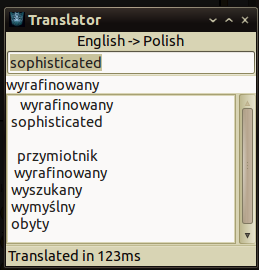 Translator
English -> Polish
sophisticated
wyrafinowany
wyrafinowany
sophisticated
przymiotnik
wyrafinowany
wyszukany
wymyślny
obyty
Translated in 123ms